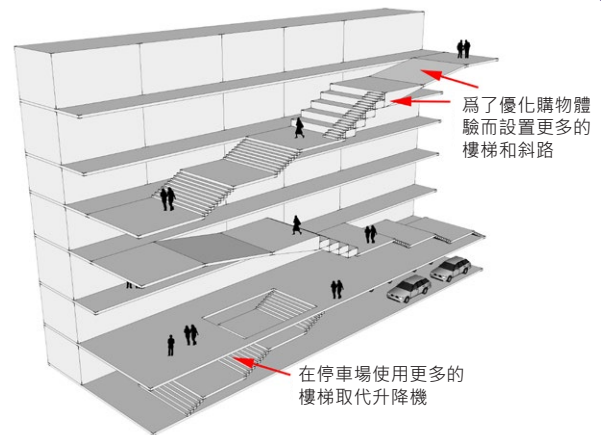 爲了優化購物體
驗而設置更多的
樓梯和斜路
在停車場使用更多的
樓梯取代升降機